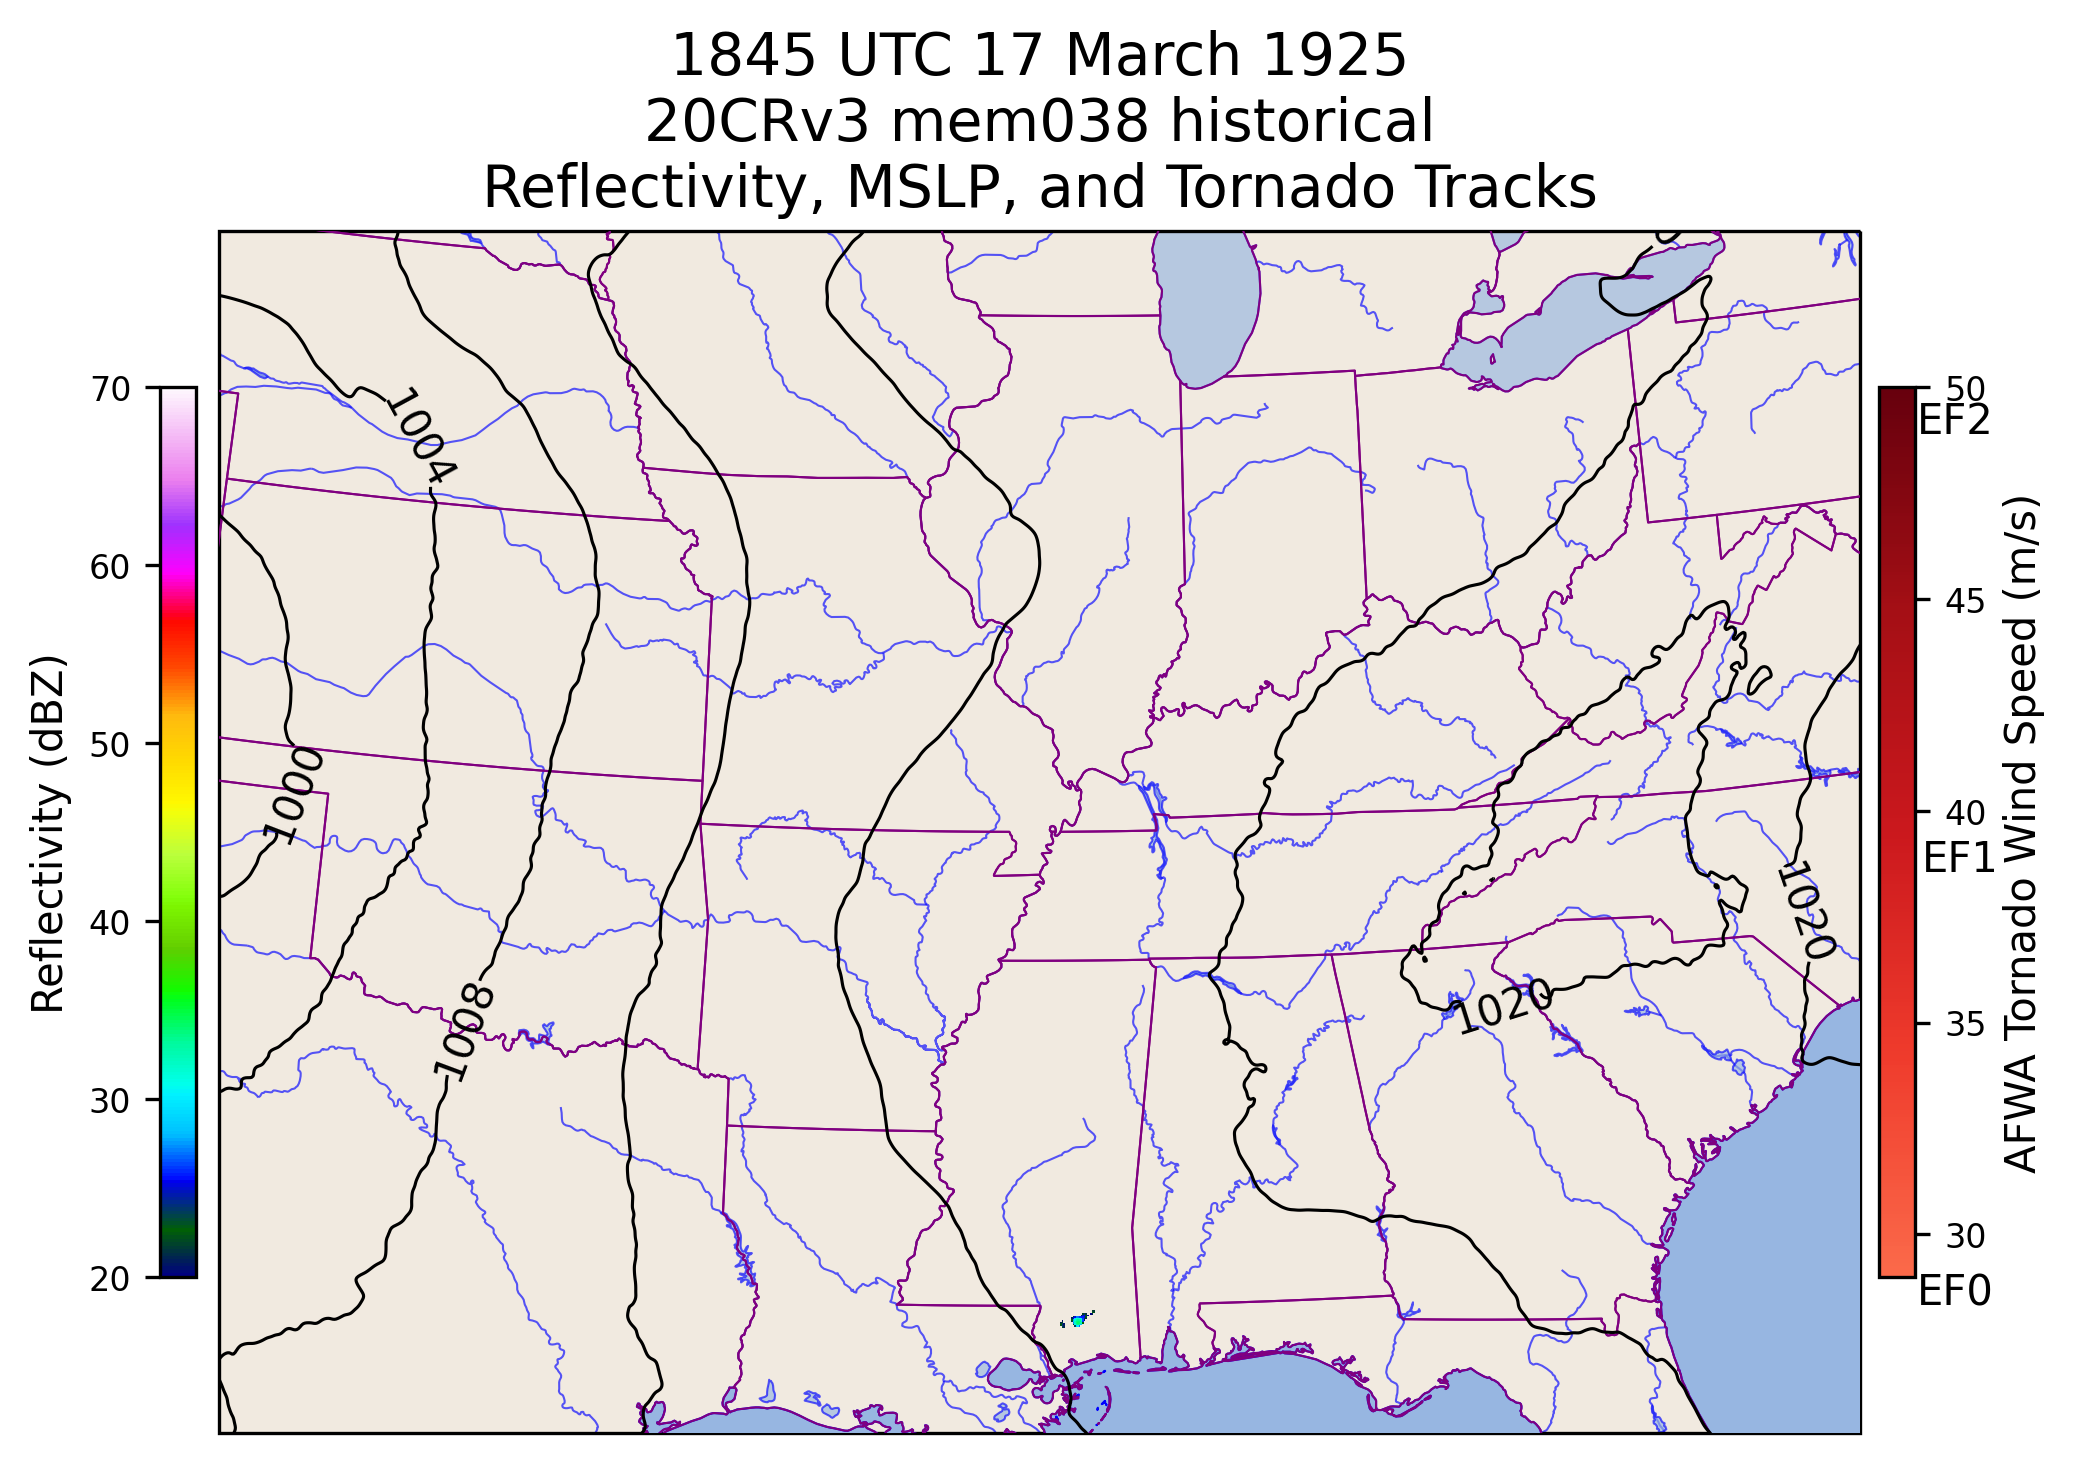 1845 UTC 17 March 1925
20CRv3 mem038 historical
Reflectivity, MSLP, and Tornado Tracks
70
60
50
40
30
20
Reflectivity (dBZ)
1004
1000
1008
1020
1020
50
EF2
45
40
EF1
35
30
EF0
AFWA Tornado Wind Speed (m/s)